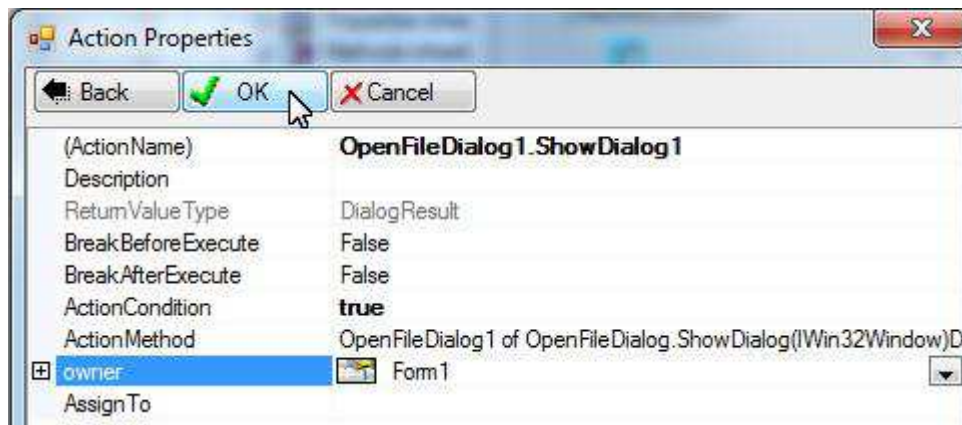 Action Properties
Back OK Cancel
(ActionName) OpenFileDialog1.ShowDialog1
Description
ReturnValueType DialogResult
BreakBeforeExecute False
BreakAfterExecute False
ActionCondition true
ActionMethod OpenFileDialog1 of OpenFileDialog.ShowDialog(IWin32Window)D
owner Form1
AssignTo